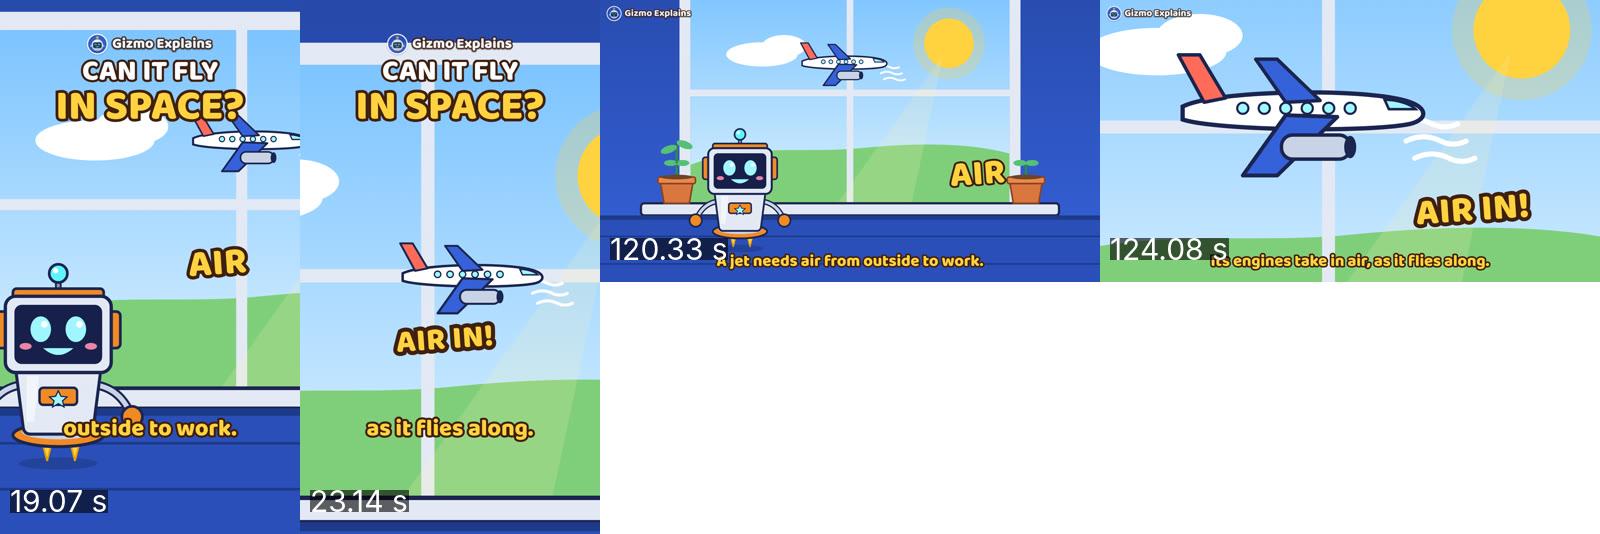 Gizmo Explains
CAN IT FLY
IN SPACE?
AIR
outside to work.
19.07 s
Gizmo Explains
CAN IT FLY
IN SPACE?
AIR IN!
as it flies along.
23.14 s
Gizmo Explains
AIR
A jet needs air from outside to work.
120.33 s
Gizmo Explains
AIR IN!
its engines take in air, as it flies along.
124.08 s